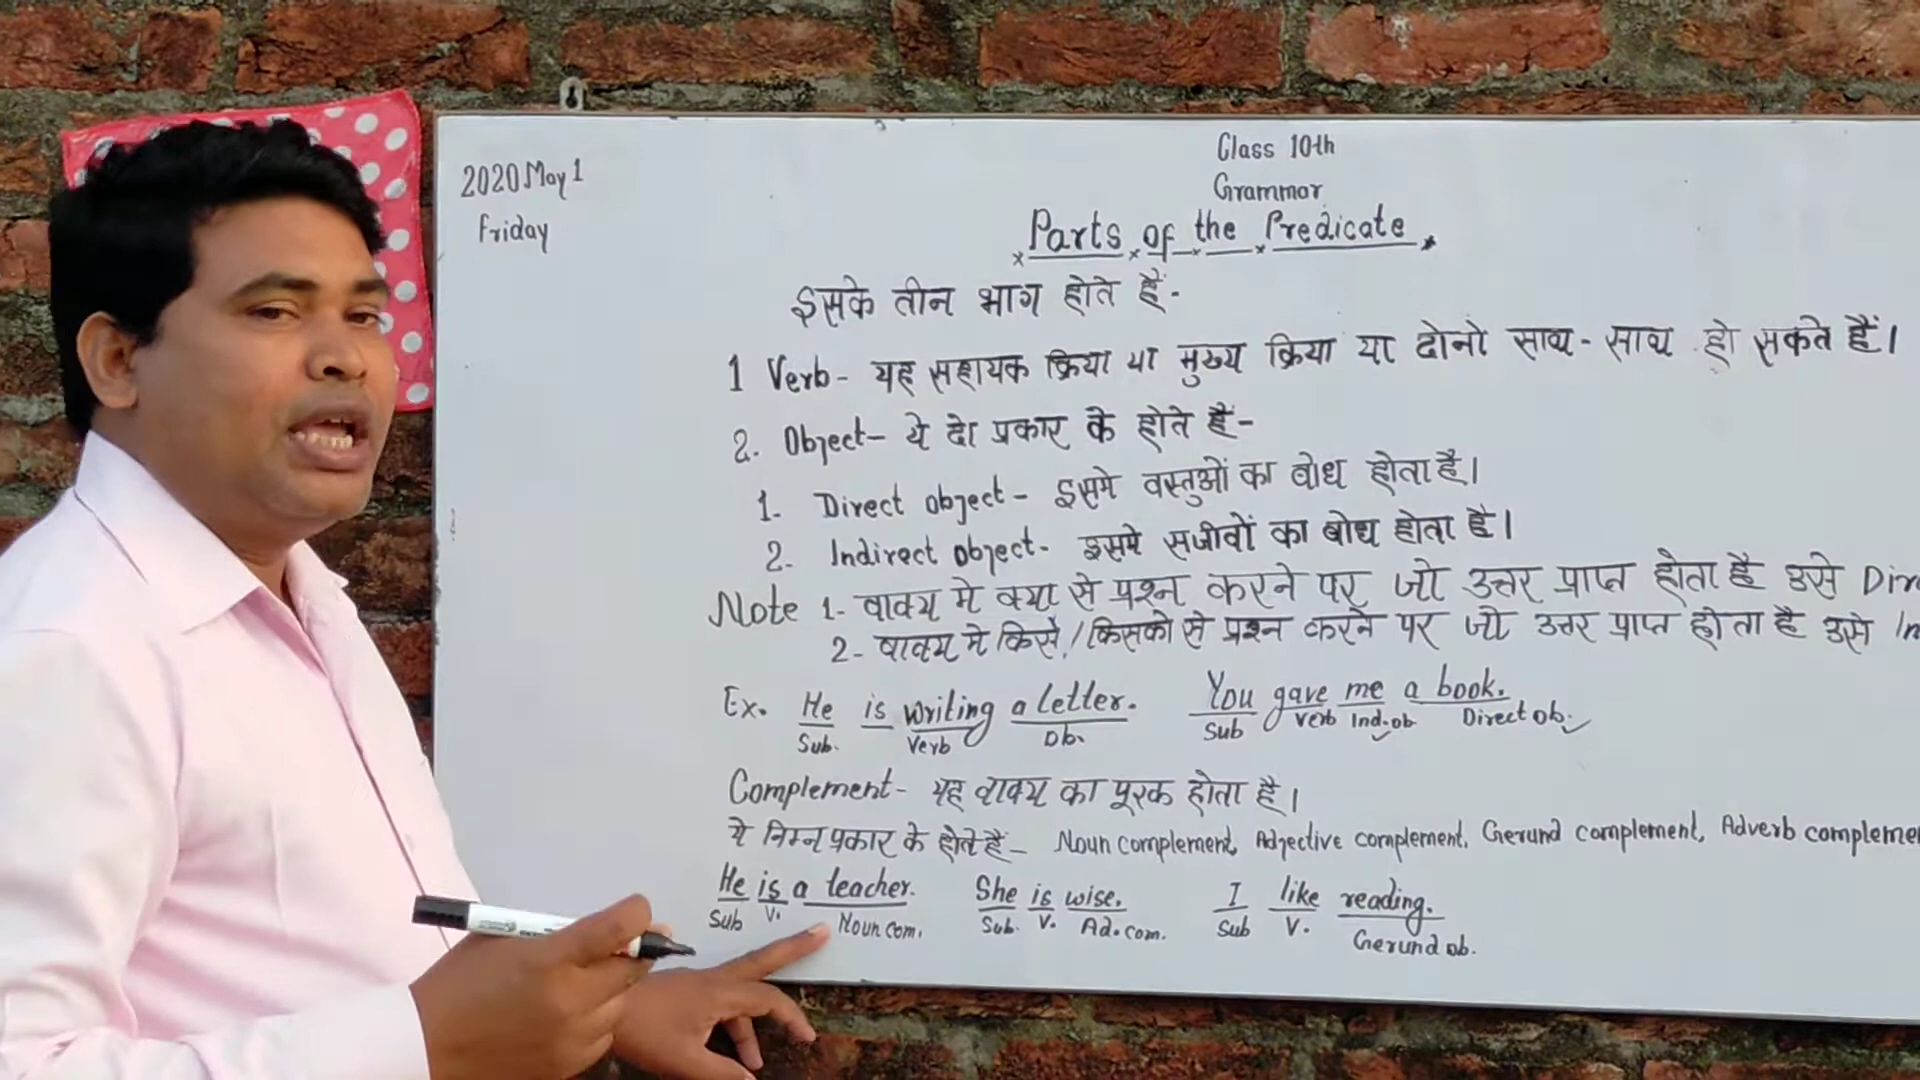 2020 May 1
Friday
Class 10th
Grammar
Parts of the Predicate
इसके तीन भाग होते हैं-
1 Verb- यह सहायक क्रिया या मुख्य क्रिया या दोनो साथ-साथ हो सकते हैं।
2. Object- ये दो प्रकार के होते हैं-
1. Direct object- इसमे वस्तुओं का बोध होता है।
2. Indirect object- इसमे सजीवों का बोध होता है।
Note 1- वाक्य मे क्या से प्रश्न करने पर जो उत्तर प्राप्त होता है उसे Dire
2- वाक्य मे किसे/किसको से प्रश्न करने पर जो उत्तर प्राप्त होता है उसे In
Ex. He is writing a letter. You gave me a book.
Sub. Verb Ob. Sub Verb Ind.ob Direct ob.
Complement- यह वाक्य का पूरक होता है।
ये निम्न प्रकार के होते हैं- Noun complement, Adjective complement, Gerund complement, Adverb compleme
He is a teacher. She is wise. I like reading.
Sub V. Noun com. Sub. V. Ad.com. Sub V. Gerund ob.